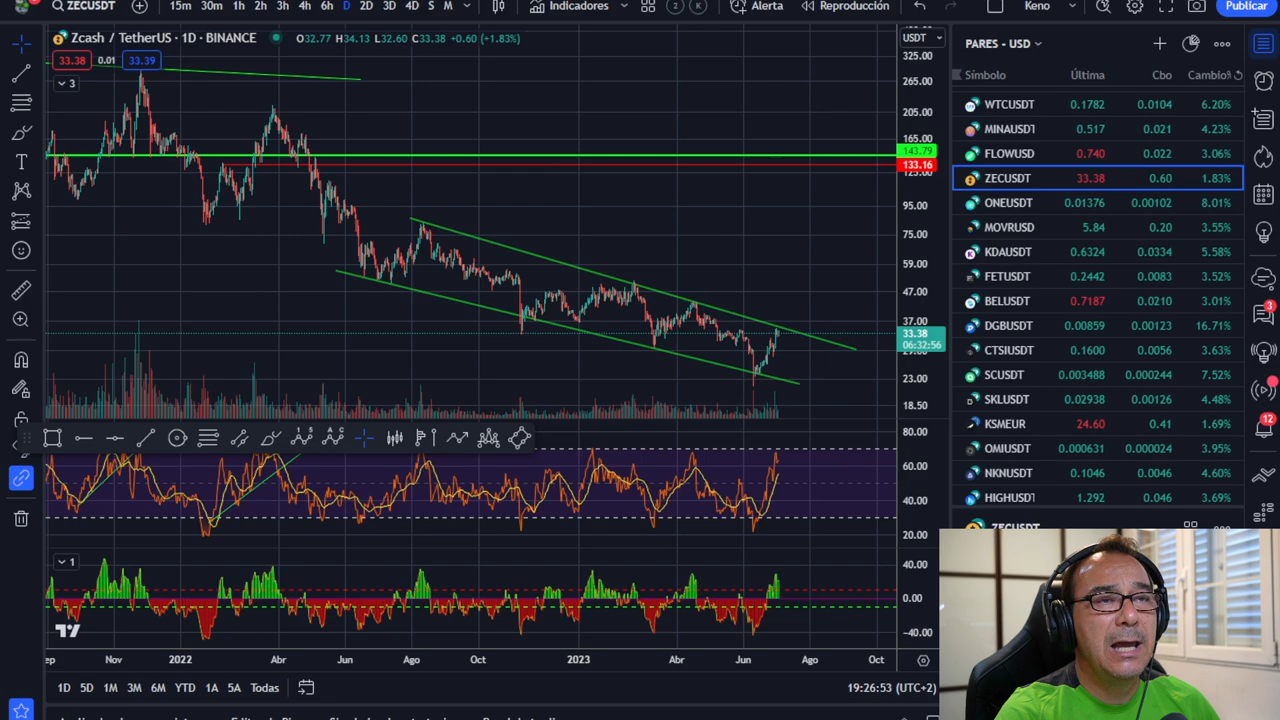 ZECUSDT 15m 30m 1h 2h 3h 4h 6h D 2D 3D 4D S M Indicadores Alerta Reproducción Keno Publicar
Zcash / TetherUS · 1D · BINANCE O32.77 H34.13 L32.60 C33.38 +0.60 (+1.83%) USDT
33.38 0.01 33.39
3
325.00
265.00
205.00
165.00
143.79
133.16
125.00
95.00
75.00
59.00
47.00
37.00
33.38
06:32:56
29.00
23.00
18.50
80.00
60.00
40.00
20.00
1
40.00
0.00
−40.00
Nov 2022 Abr Jun Ago Oct 2023 Abr Jun Ago Oct
1D 5D 1M 3M 6M YTD 1A 5A Todas 19:26:53 (UTC+2)
PARES - USD
Símbolo Última Cbo Cambio%
WTCUSDT 0.1782 0.0104 6.20%
MINAUSDT 0.517 0.021 4.23%
FLOWUSD 0.740 0.022 3.06%
ZECUSDT 33.38 0.60 1.83%
ONEUSDT 0.01376 0.00102 8.01%
MOVRUSD 5.84 0.20 3.55%
KDAUSDT 0.6324 0.0334 5.58%
FETUSDT 0.2442 0.0083 3.52%
BELUSDT 0.7187 0.0210 3.01%
DGBUSDT 0.00859 0.00123 16.71%
CTSIUSDT 0.1600 0.0056 3.63%
SCUSDT 0.003488 0.000244 7.52%
SKLUSDT 0.02938 0.00126 4.48%
KSMEUR 24.60 0.41 1.69%
OMIUSDT 0.000631 0.000024 3.95%
NKNUSDT 0.1046 0.0046 4.60%
HIGHUSDT 1.292 0.046 3.69%
ZECUSDT
3
12